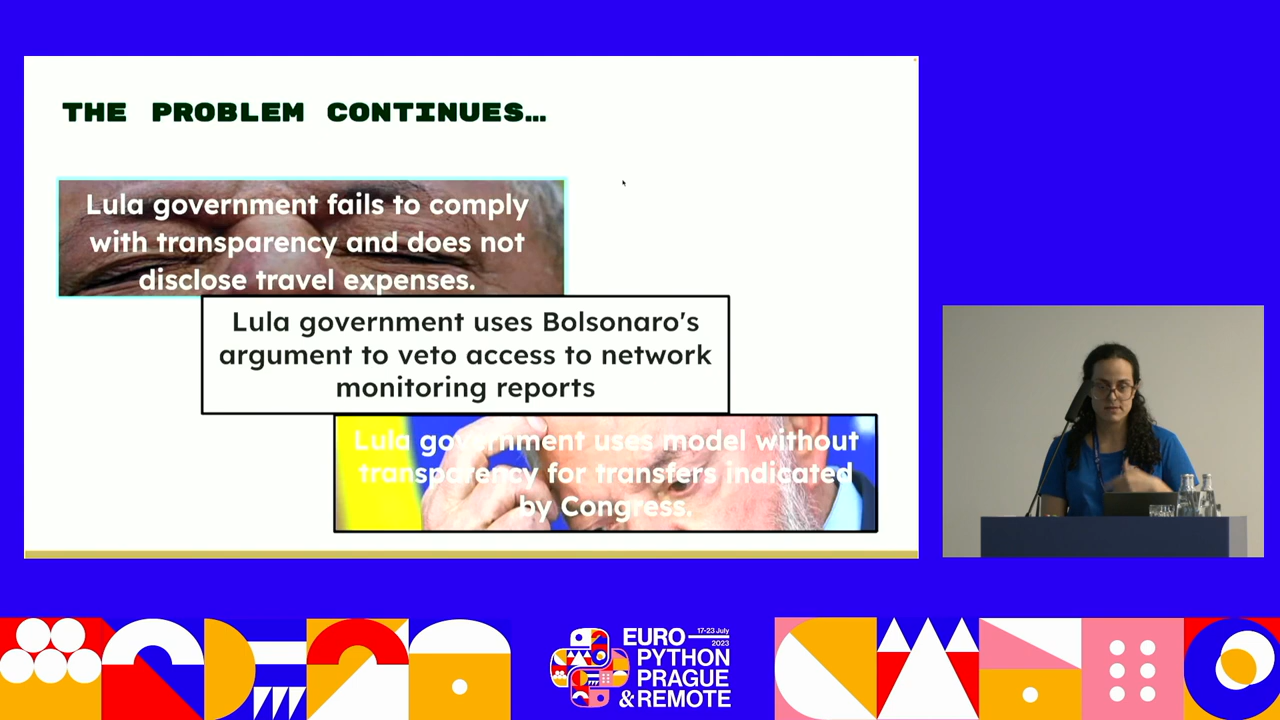 THE PROBLEM CONTINUES…
Lula government fails to comply
with transparency and does not
disclose travel expenses.
Lula government uses Bolsonaro's
argument to veto access to network
monitoring reports
Lula government uses model without
transparency for transfers indicated
by Congress.
EURO
17-23 July
2023
PYTHON
PRAGUE
& REMOTE